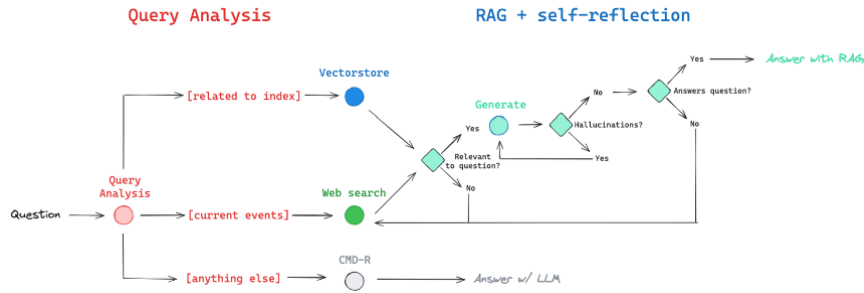 Query Analysis
RAG + self-reflection
Vectorstore
[related to index]
Yes
Answer with RAG
No
Answers question?
Generate
Hallucinations?
Yes
No
Relevant
to question?
Yes
No
Query
Analysis
Web search
Question
[current events]
CMD-R
[anything else]
Answer w/ LLM